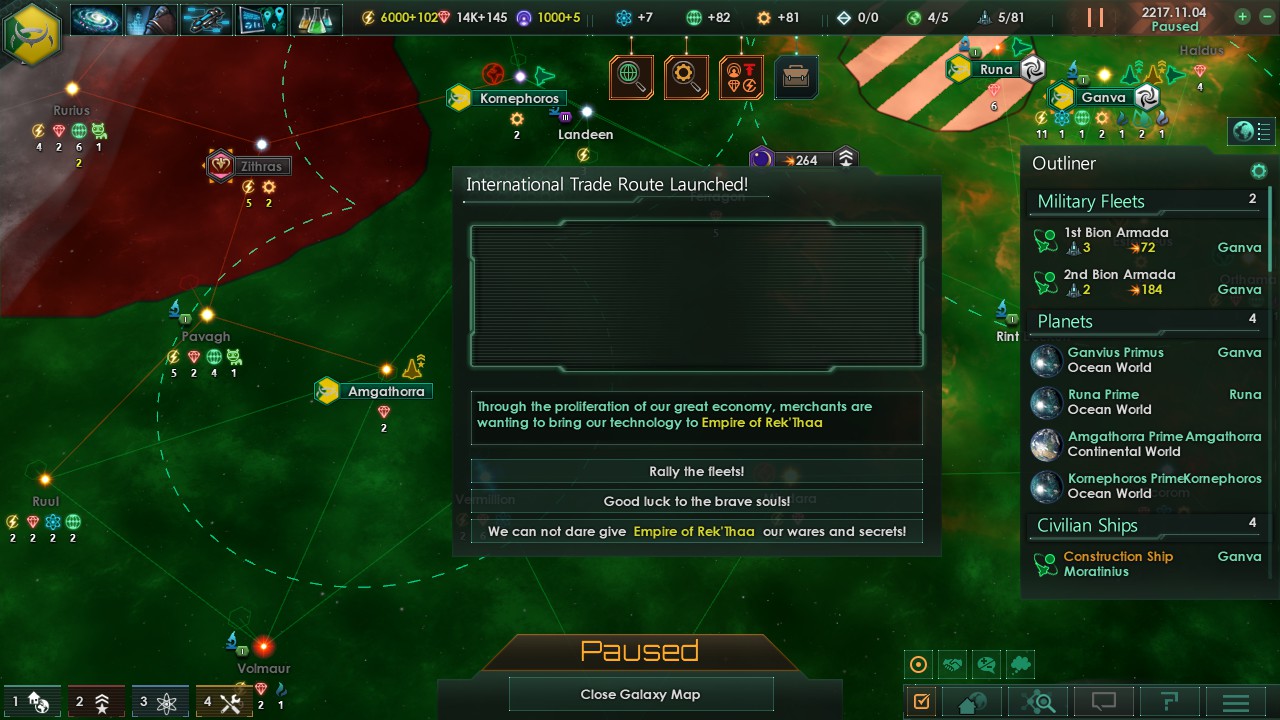 6000+102 14K+145 1000+5 +7 +82 +81 0/0 4/5 5/81 2217.11.04
Paused
Haldus
Runa
6
4
Ganva
11 1 1 2 1 2 1
Rurius
4 2 6 1
2
Kornephoros
2
Landeen
Zithras
5 2
264
International Trade Route Launched!
5
Through the proliferation of our great economy, merchants are
wanting to bring our technology to Empire of Rek'Thaa
Rally the fleets!
Good luck to the brave souls!
We can not dare give Empire of Rek'Thaa our wares and secrets!
Vermillion
Pavagh
5 2 4 1
Amgathorra
2
Ruul
2 2 2 2
Volmaur
2 1
Rint
Outliner
Military Fleets 2
1st Bion Armada
3 72 Ganva
2nd Bion Armada
2 184 Ganva
Planets 4
Ganvius Primus Ganva
Ocean World
Runa Prime Runa
Ocean World
Amgathorra Prime Amgathorra
Continental World
Kornephoros Prime Kornephoros
Ocean World
Civilian Ships 4
Construction Ship Ganva
Moratinius
Paused
Close Galaxy Map
1 2 3 4